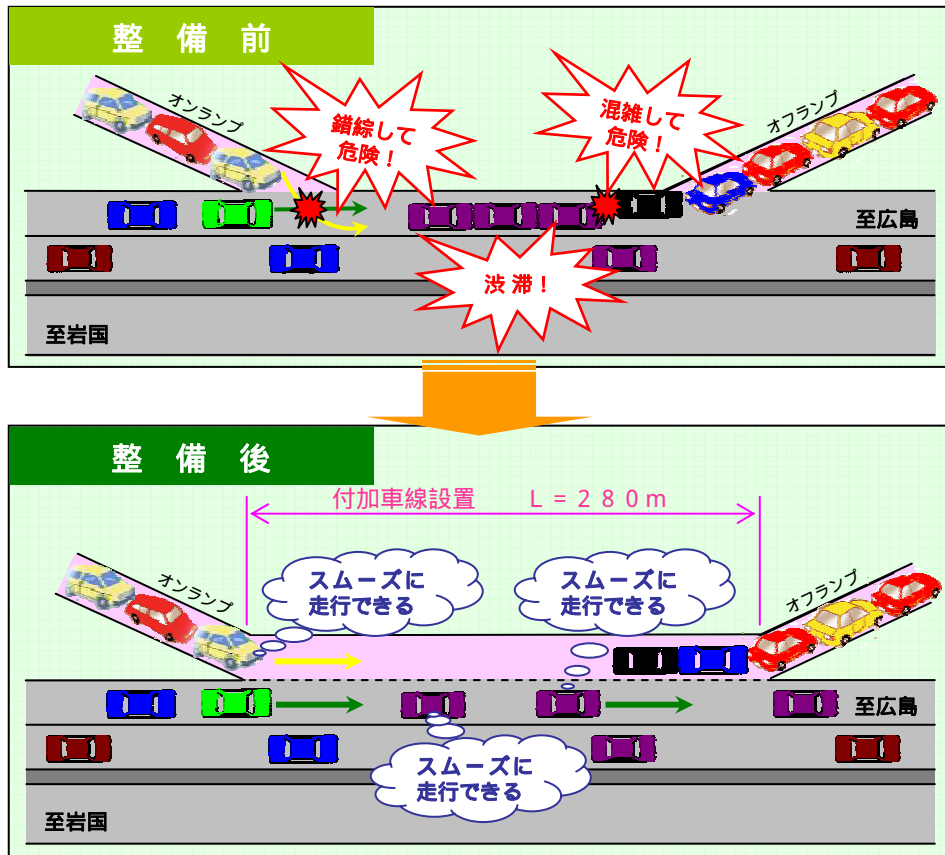 整備前
オンランプ
錯綜して
危険！
混雑して
危険！
オフランプ
至広島
渋滞！
至岩国
整備後
付加車線設置　L＝２８０ｍ
オンランプ
スムーズに
走行できる
スムーズに
走行できる
オフランプ
至広島
スムーズに
走行できる
至岩国